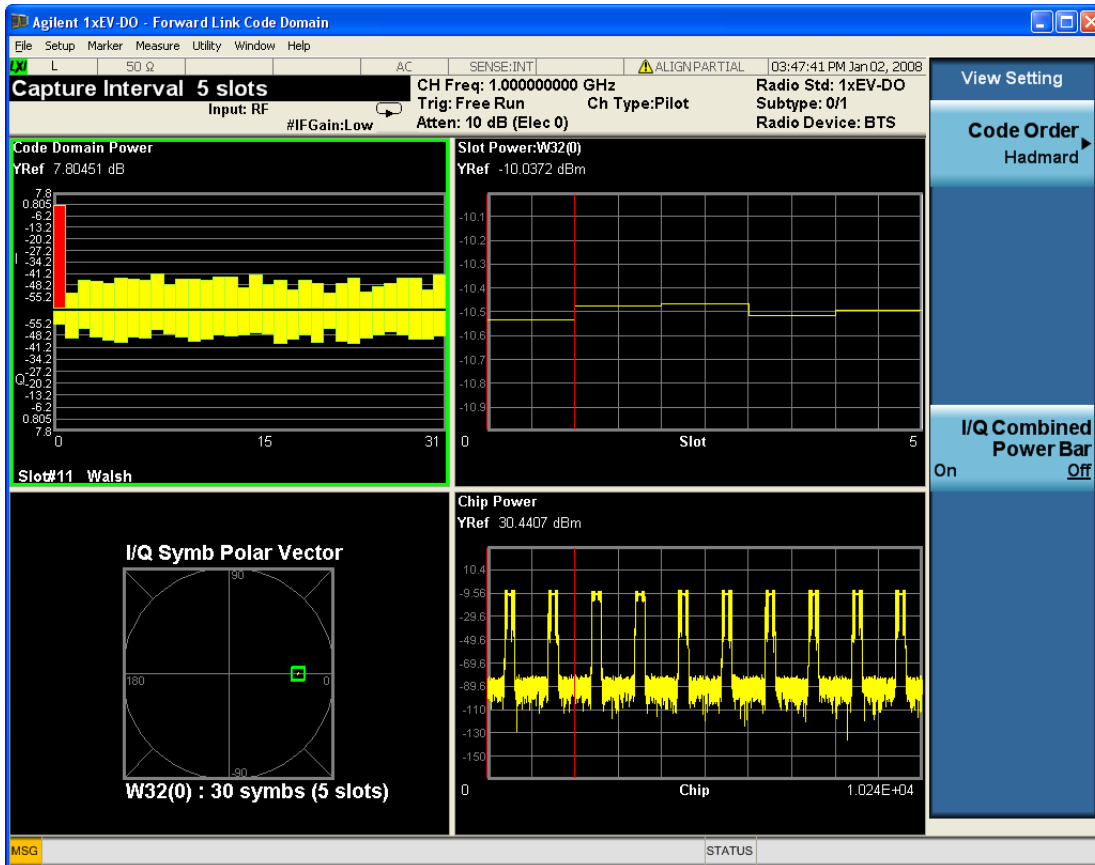 Agilent 1xEV-DO - Forward Link Code Domain
File Setup Marker Measure Utility Window Help
LXI L 50 Ω AC SENSE:INT ALIGN PARTIAL 03:47:41 PM Jan 02, 2008
Capture Interval 5 slots
Input: RF
#IFGain:Low
CH Freq: 1.000000000 GHz
Trig: Free Run Ch Type:Pilot
Atten: 10 dB (Elec 0)
Radio Std: 1xEV-DO
Subtype: 0/1
Radio Device: BTS
View Setting
Code Order
Hadmard
I/Q Combined
Power Bar
On Off
Code Domain Power
YRef 7.80451 dB
7.8
0.805
-6.2
-13.2
-20.2
-27.2
I -34.2
-41.2
-48.2
-55.2
-55.2
-48.2
-41.2
-34.2
-27.2
Q -20.2
-13.2
-6.2
0.805
7.8
0 15 31
Slot#11 Walsh
Slot Power:W32(0)
YRef -10.0372 dBm
-10.1
-10.2
-10.3
-10.4
-10.5
-10.6
-10.7
-10.8
-10.9
0 Slot 5
I/Q Symb Polar Vector
90
180 0
-90
W32(0) : 30 symbs (5 slots)
Chip Power
YRef 30.4407 dBm
10.4
-9.56
-29.6
-49.6
-69.6
-89.6
-110
-130
-150
0 Chip 1.024E+04
MSG STATUS